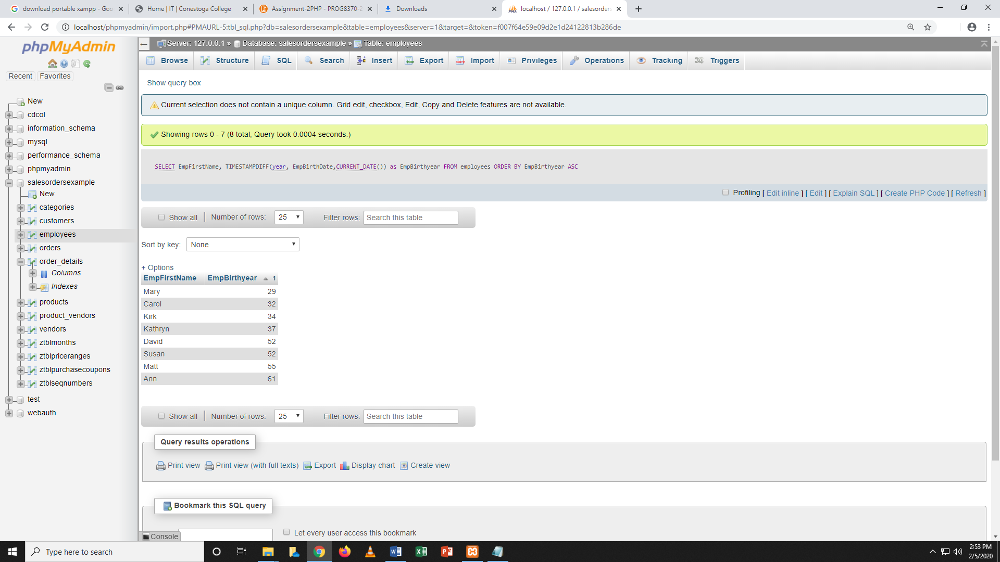 download portable xampp - Goo
Home | IT | Conestoga College
Assignment-2PHP - PROG8370-2
Downloads
localhost / 127.0.0.1 / salesorders
localhost/phpmyadmin/import.php#PMAURL-5:tbl_sql.php?db=salesordersexample&table=employees&server=1&target=&token=f007f64e59e09d2e1d24122813b286de
phpMyAdmin
Recent Favorites
New
cdcol
information_schema
mysql
performance_schema
phpmyadmin
salesordersexample
New
categories
customers
employees
orders
order_details
Columns
Indexes
products
product_vendors
vendors
ztblmonths
ztblpriceranges
ztblpurchasecoupons
ztblseqnumbers
test
webauth
Server: 127.0.0.1 » Database: salesordersexample » Table: employees
Browse Structure SQL Search Insert Export Import Privileges Operations Tracking Triggers
Show query box
Current selection does not contain a unique column. Grid edit, checkbox, Edit, Copy and Delete features are not available.
Showing rows 0 - 7 (8 total, Query took 0.0004 seconds.)
SELECT EmpFirstName, TIMESTAMPDIFF(year, EmpBirthDate,CURRENT_DATE()) as EmpBirthyear FROM employees ORDER BY EmpBirthyear ASC
Profiling [ Edit inline ] [ Edit ] [ Explain SQL ] [ Create PHP Code ] [ Refresh ]
Show all Number of rows: 25 Filter rows: Search this table
Sort by key: None
+ Options
EmpFirstName EmpBirthyear 1
Mary 29
Carol 32
Kirk 34
Kathryn 37
David 52
Susan 52
Matt 55
Ann 61
Show all Number of rows: 25 Filter rows: Search this table
Query results operations
Print view Print view (with full texts) Export Display chart Create view
Bookmark this SQL query
Let every user access this bookmark
Console
Type here to search
2:53 PM
2/5/2020